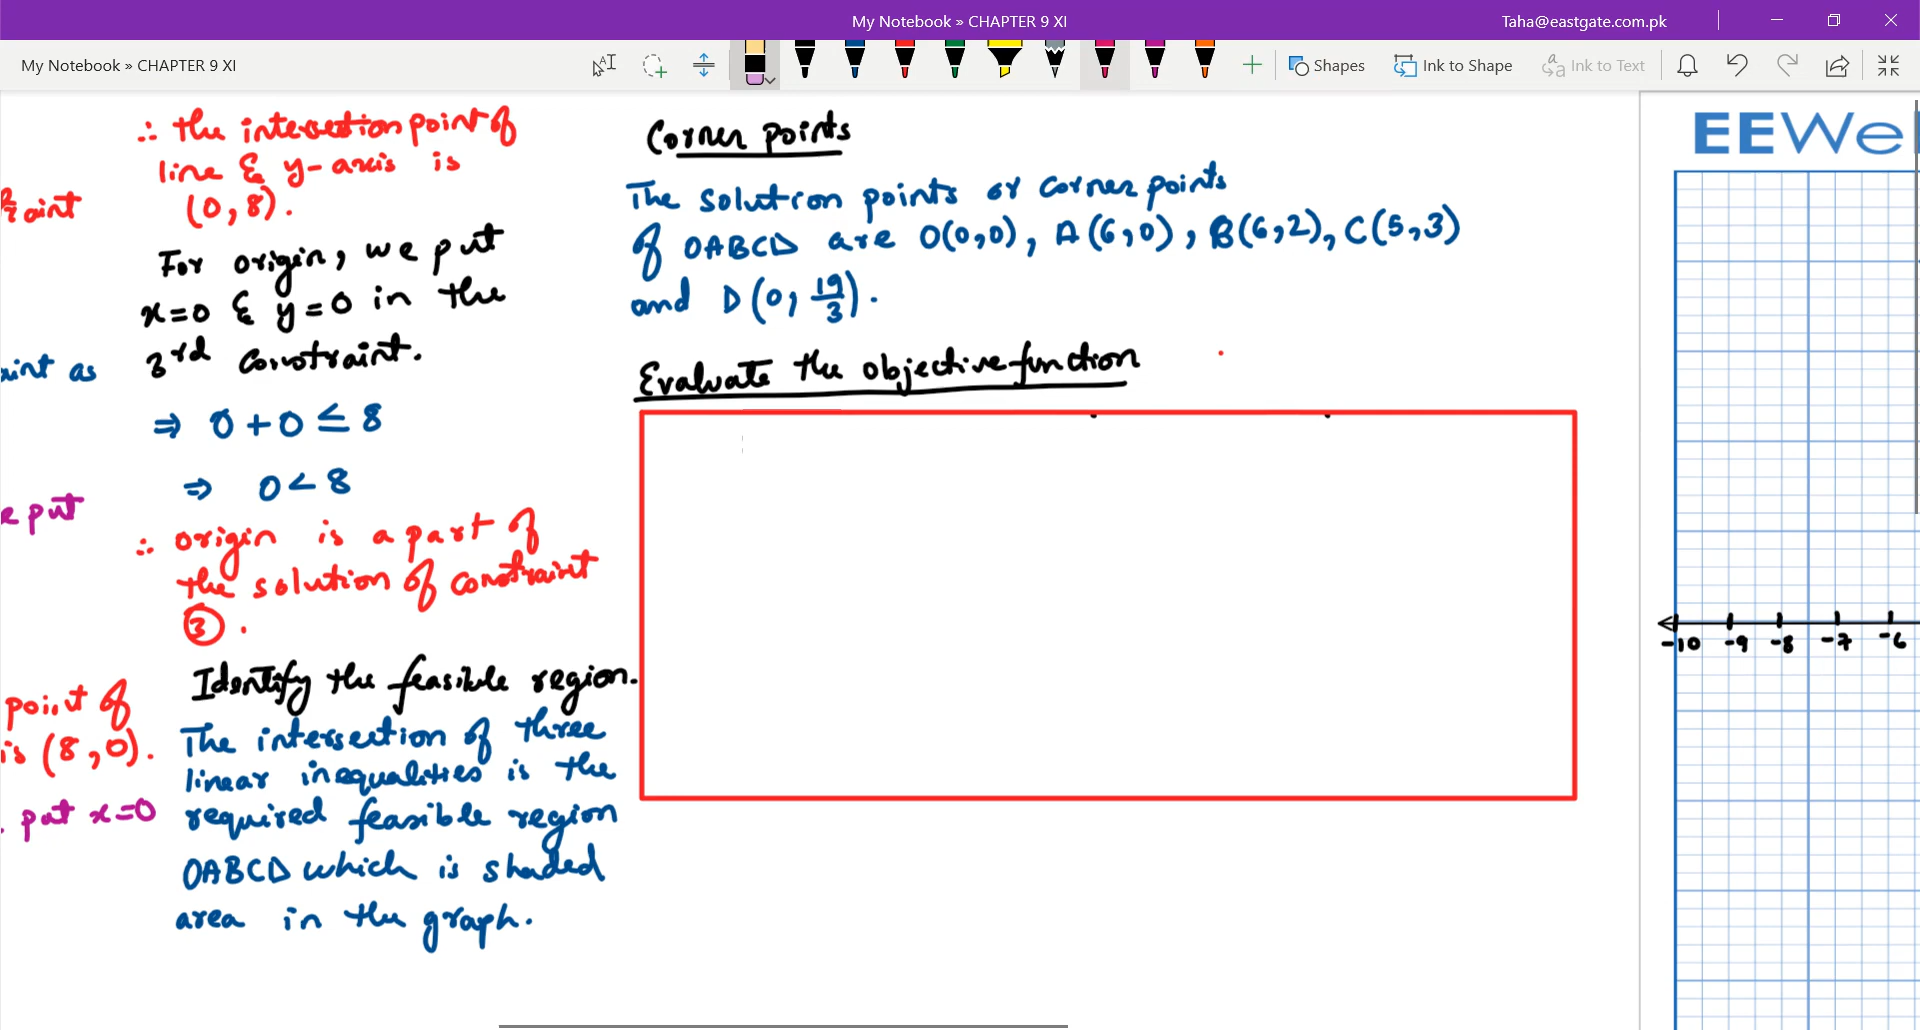 My Notebook » CHAPTER 9 XI
Taha@eastgate.com.pk
My Notebook » CHAPTER 9 XI
Shapes
Ink to Shape
Ink to Text
aint
aint as
e put
point of
is (8,0).
put x=0
∴ the intersection point of
line & y-axis is
(0,8).
For origin, we put
x=0 & y=0 in the
3rd constraint.
⇒ 0+0≤8
⇒ 0<8
∴ origin is a part of
the solution of constraint
③.
Identify the feasible region.
The intersection of three
linear inequalities is the
required feasible region
OABCD which is shaded
area in the graph.
Corner points
The solution points or corner points
of OABCD are O(0,0), A(6,0), B(6,2), C(5,3)
and D(0, 19/3).
Evaluate the objective function
EEWe
-10 -9 -8 -7 -6